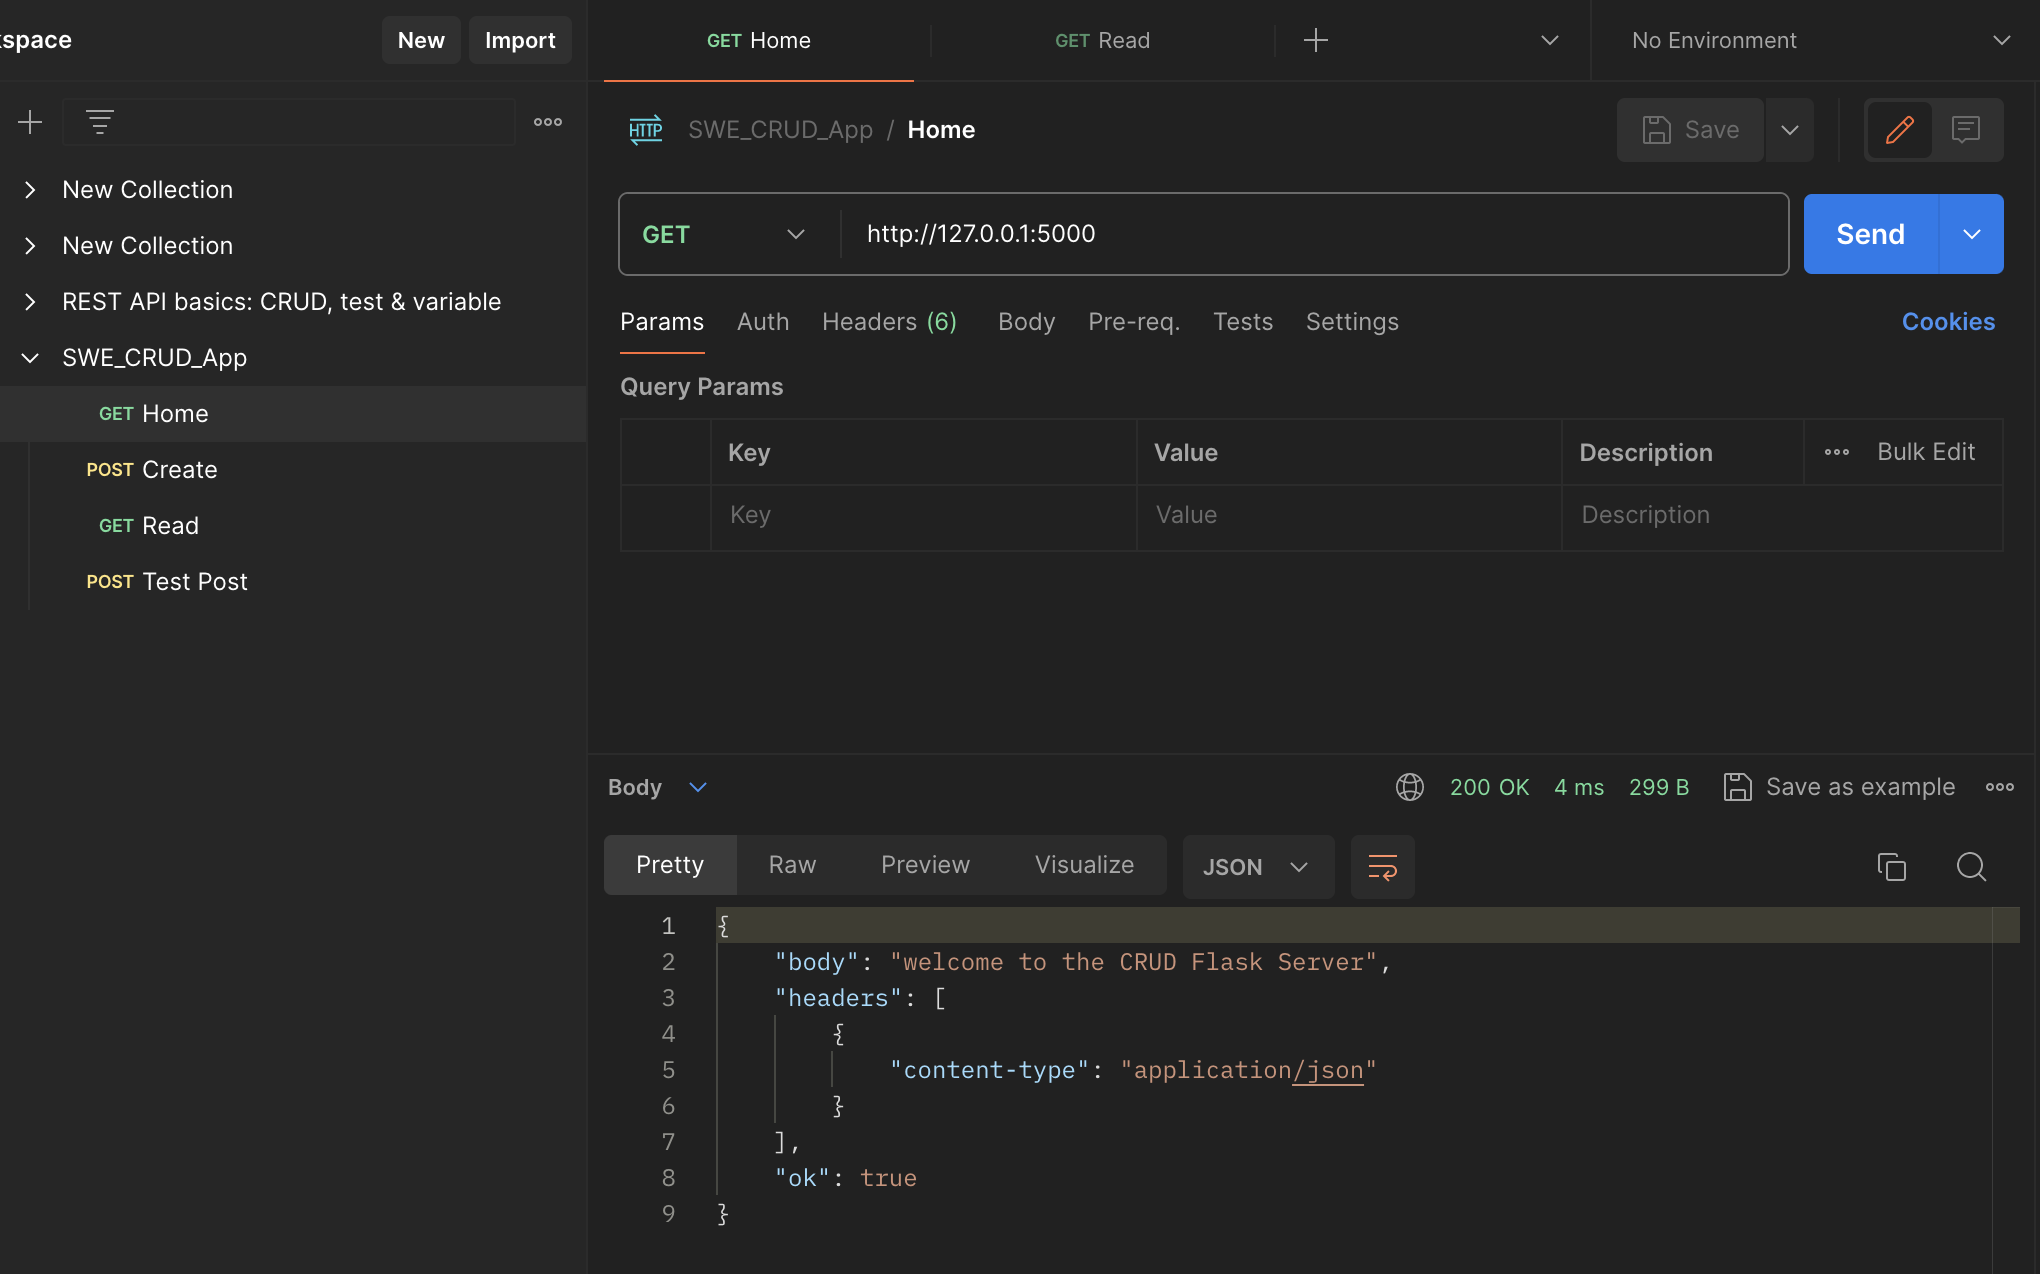 New Import
GET Home GET Read No Environment
New Collection
New Collection
REST API basics: CRUD, test & variable
SWE_CRUD_App
GET Home
POST Create
GET Read
POST Test Post
HTTP SWE_CRUD_App / Home Save
GET http://127.0.0.1:5000 Send
Params Auth Headers (6) Body Pre-req. Tests Settings Cookies
Query Params
Key Value Description Bulk Edit
Key Value Description
Body 200 OK 4 ms 299 B Save as example
Pretty Raw Preview Visualize JSON
1 {
2 "body": "welcome to the CRUD Flask Server",
3 "headers": [
4 {
5 "content-type": "application/json"
6 }
7 ],
8 "ok": true
9 }